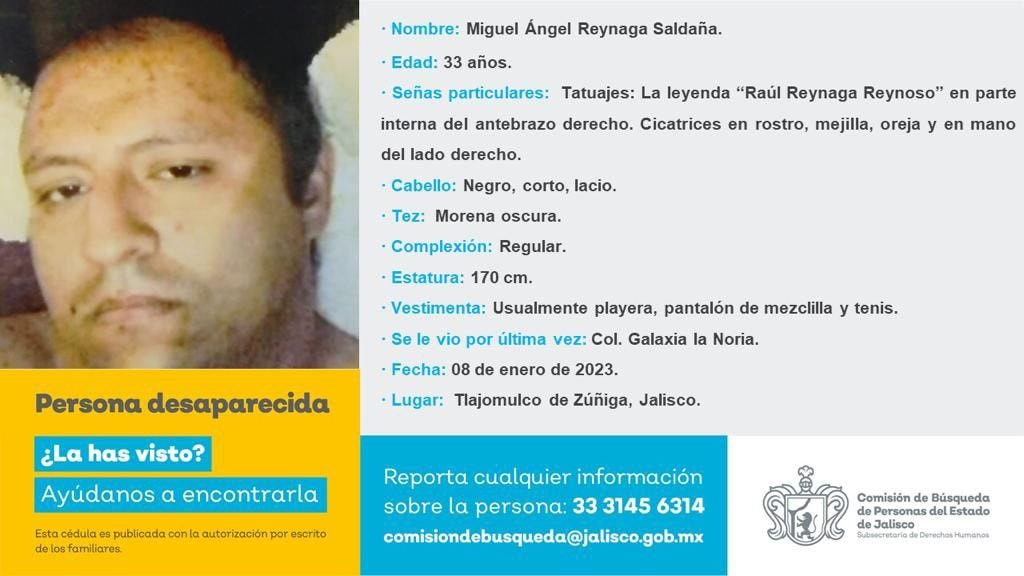 · Nombre: Miguel Ángel Reynaga Saldaña.
· Edad: 33 años.
· Señas particulares: Tatuajes: La leyenda “Raúl Reynaga Reynoso” en parte
interna del antebrazo derecho. Cicatrices en rostro, mejilla, oreja y en mano
del lado derecho.
· Cabello: Negro, corto, lacio.
· Tez: Morena oscura.
· Complexión: Regular.
· Estatura: 170 cm.
· Vestimenta: Usualmente playera, pantalón de mezclilla y tenis.
· Se le vio por última vez: Col. Galaxia la Noria.
· Fecha: 08 de enero de 2023.
· Lugar: Tlajomulco de Zúñiga, Jalisco.
Persona desaparecida
¿La has visto?
Ayúdanos a encontrarla
Esta cédula es publicada con la autorización por escrito
de los familiares.
Reporta cualquier información
sobre la persona: 33 3145 6314
comisiondebusqueda@jalisco.gob.mx
Comisión de Búsqueda
de Personas del Estado
de Jalisco
Subsecretaría de Derechos Humanos